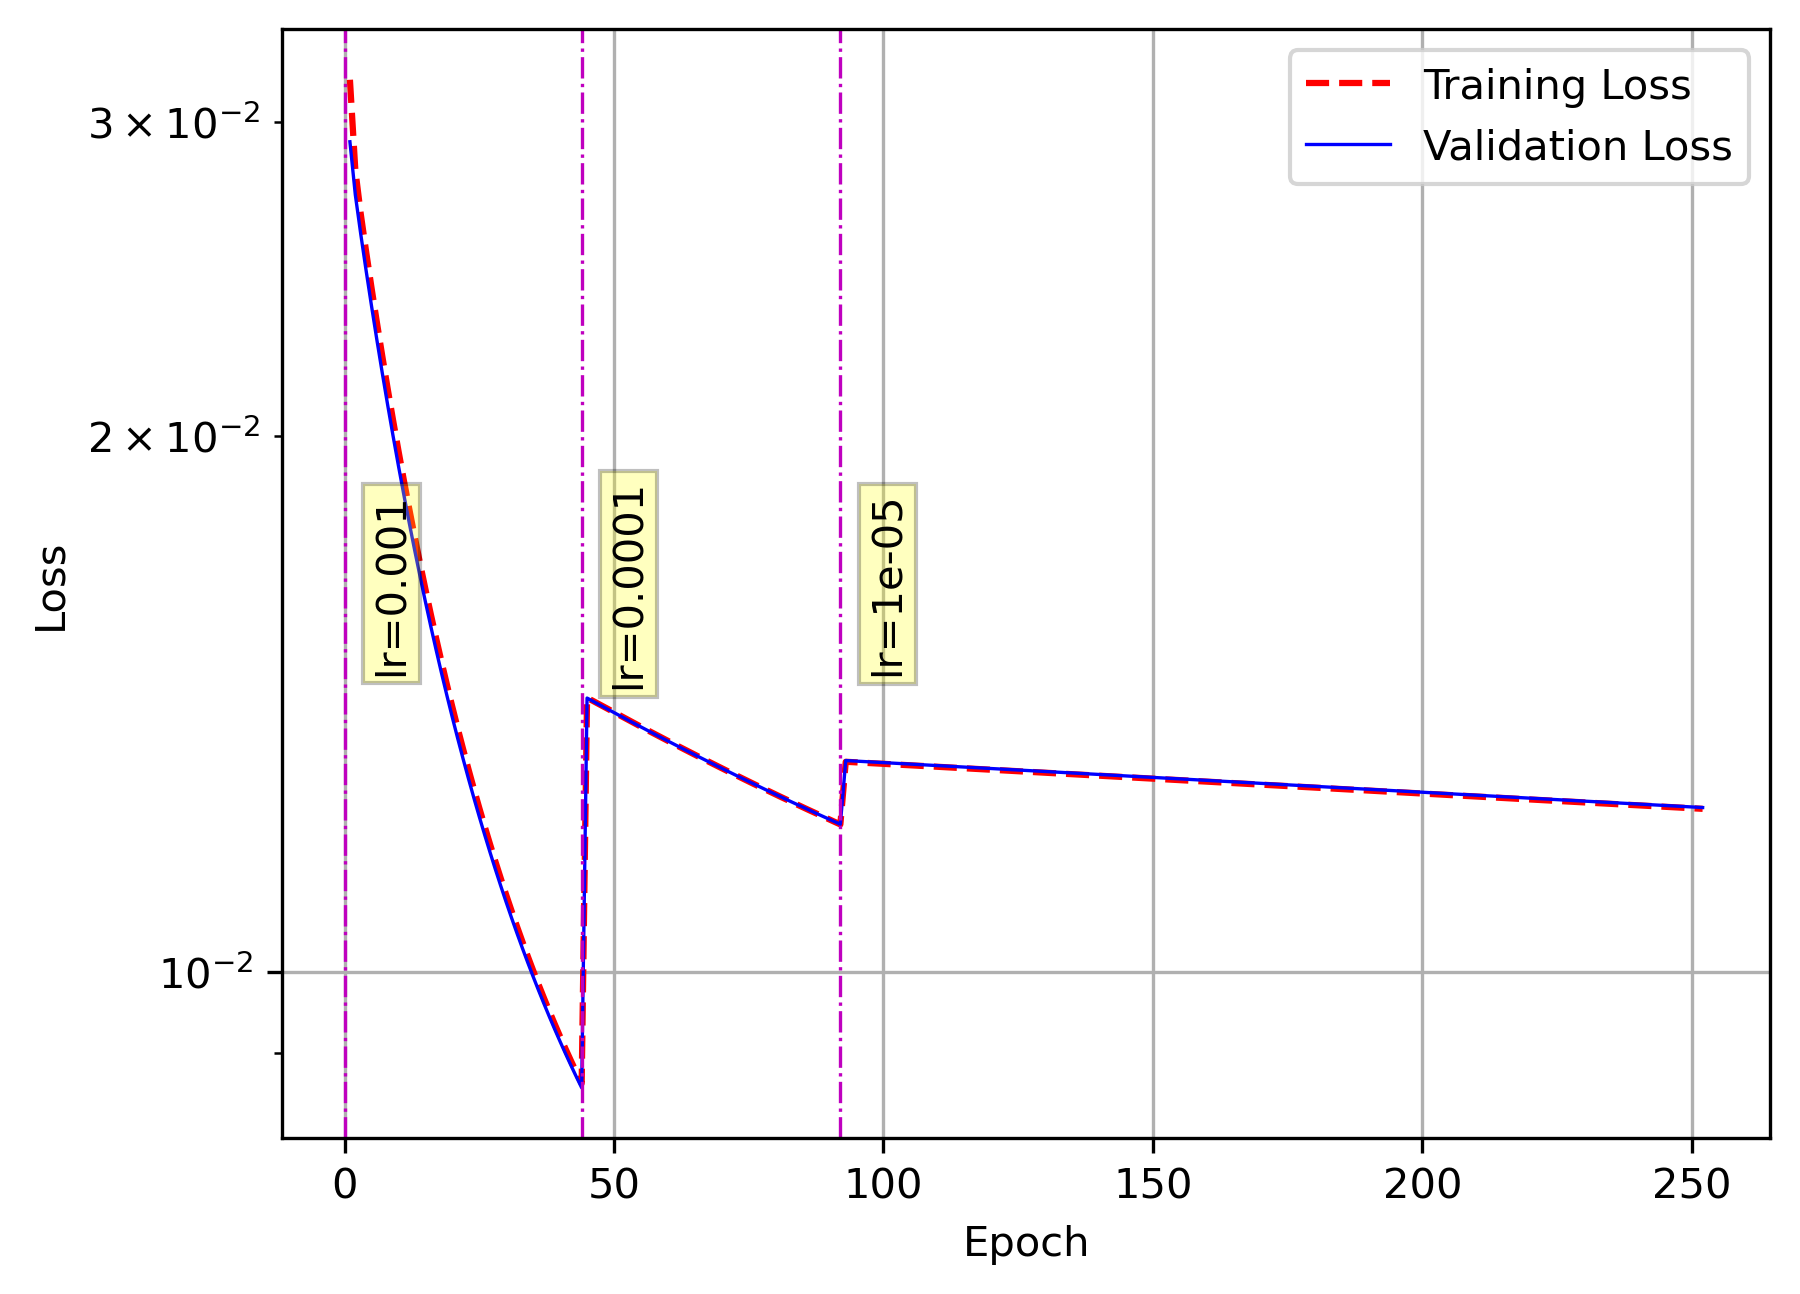 Training Loss
Validation Loss
3 × 10⁻²
2 × 10⁻²
10⁻²
Loss
lr=0.001
lr=0.0001
lr=1e-05
0 50 100 150 200 250
Epoch